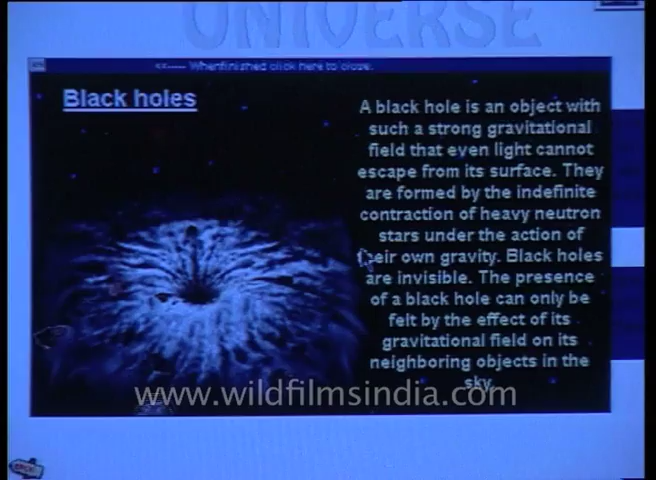 UNIVERSE
<<---- Whenfinished click here to close.
Black holes
A black hole is an object with
such a strong gravitational
field that even light cannot
escape from its surface. They
are formed by the indefinite
contraction of heavy neutron
stars under the action of
their own gravity. Black holes
are invisible. The presence
of a black hole can only be
felt by the effect of its
gravitational field on its
neighboring objects in the
sky.
www.wildfilmsindia.com
BACK